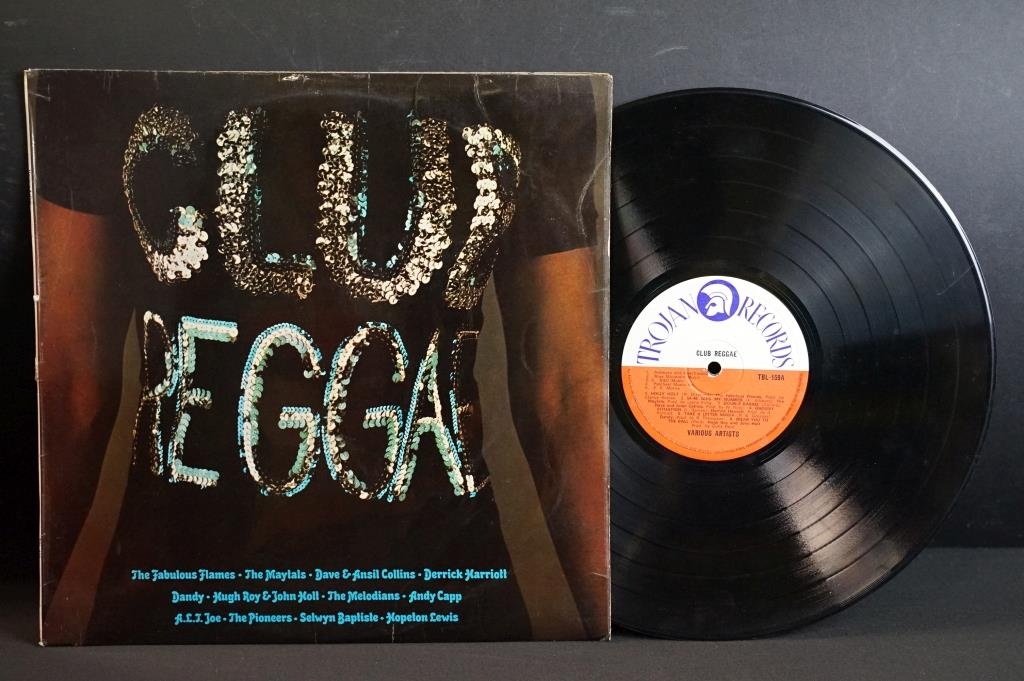 CLUB
REGGAE
The Fabulous Flames • The Maytals • Dave & Ansil Collins • Derrick Harriott
Dandy • Hugh Roy & John Holt • The Melodians • Andy Capp
A.L.T. Joe • The Pioneers • Selwyn Baptiste • Hopeton Lewis
TROJAN RECORDS
CLUB REGGAE
TBL-159A
VARIOUS ARTISTS